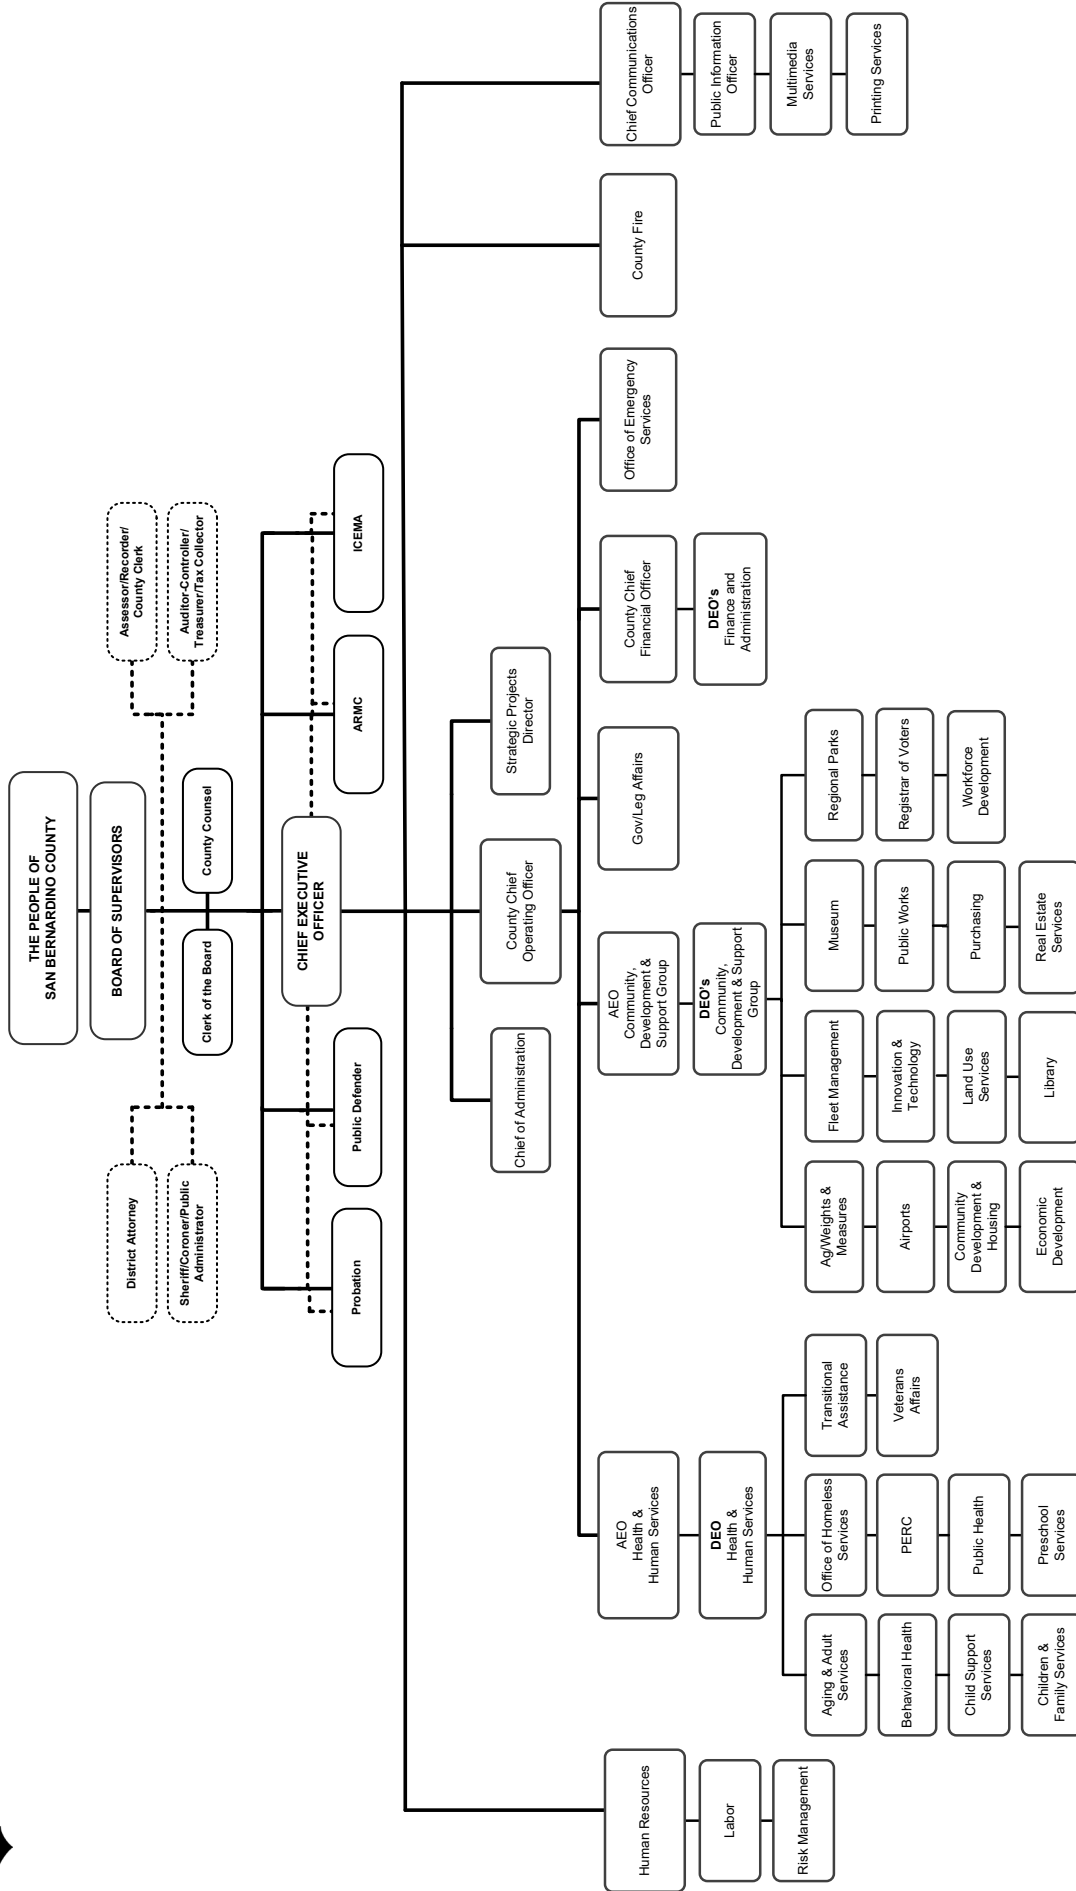 THE PEOPLE OF
SAN BERNARDINO COUNTY
BOARD OF SUPERVISORS
District Attorney
Sheriff/Coroner/Public
Administrator
Assessor/Recorder/
County Clerk
Auditor-Controller/
Treasurer/Tax Collector
Clerk of the Board
County Counsel
CHIEF EXECUTIVE
OFFICER
Probation
Public Defender
ARMC
ICEMA
Chief of Administration
County Chief
Operating Officer
Strategic Projects
Director
Human Resources
Labor
Risk Management
AEO
Health &
Human Services
DEO
Health &
Human Services
Aging & Adult
Services
Behavioral Health
Child Support
Services
Children &
Family Services
Office of Homeless
Services
PERC
Public Health
Preschool
Services
Transitional
Assistance
Veterans
Affairs
AEO
Community,
Development &
Support Group
DEO's
Community,
Development & Support
Group
Ag/Weights &
Measures
Airports
Community
Development &
Housing
Economic
Development
Fleet Management
Innovation &
Technology
Land Use
Services
Library
Museum
Public Works
Purchasing
Real Estate
Services
Regional Parks
Registrar of Voters
Workforce
Development
Gov/Leg Affairs
County Chief
Financial Officer
DEO's
Finance and
Administration
Office of Emergency
Services
County Fire
Chief Communications
Officer
Public Information
Officer
Multimedia
Services
Printing Services